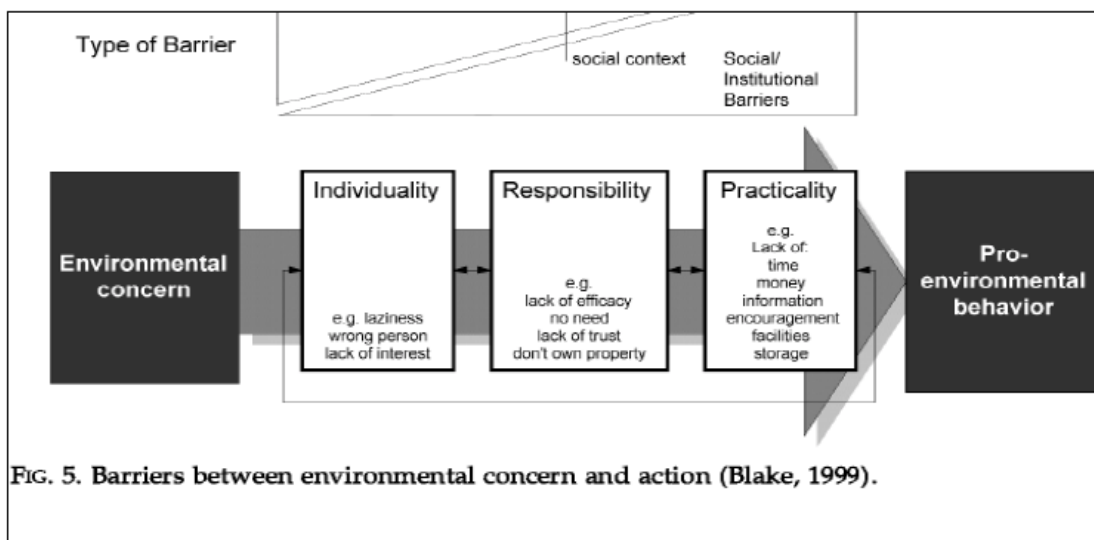 Type of Barrier
social context
Social/
Institutional
Barriers
Environmental
concern
Individuality
e.g. laziness
wrong person
lack of interest
Responsibility
e.g.
lack of efficacy
no need
lack of trust
don't own property
Practicality
e.g.
Lack of:
time
money
information
encouragement
facilities
storage
Pro-
environmental
behavior
FIG. 5. Barriers between environmental concern and action (Blake, 1999).